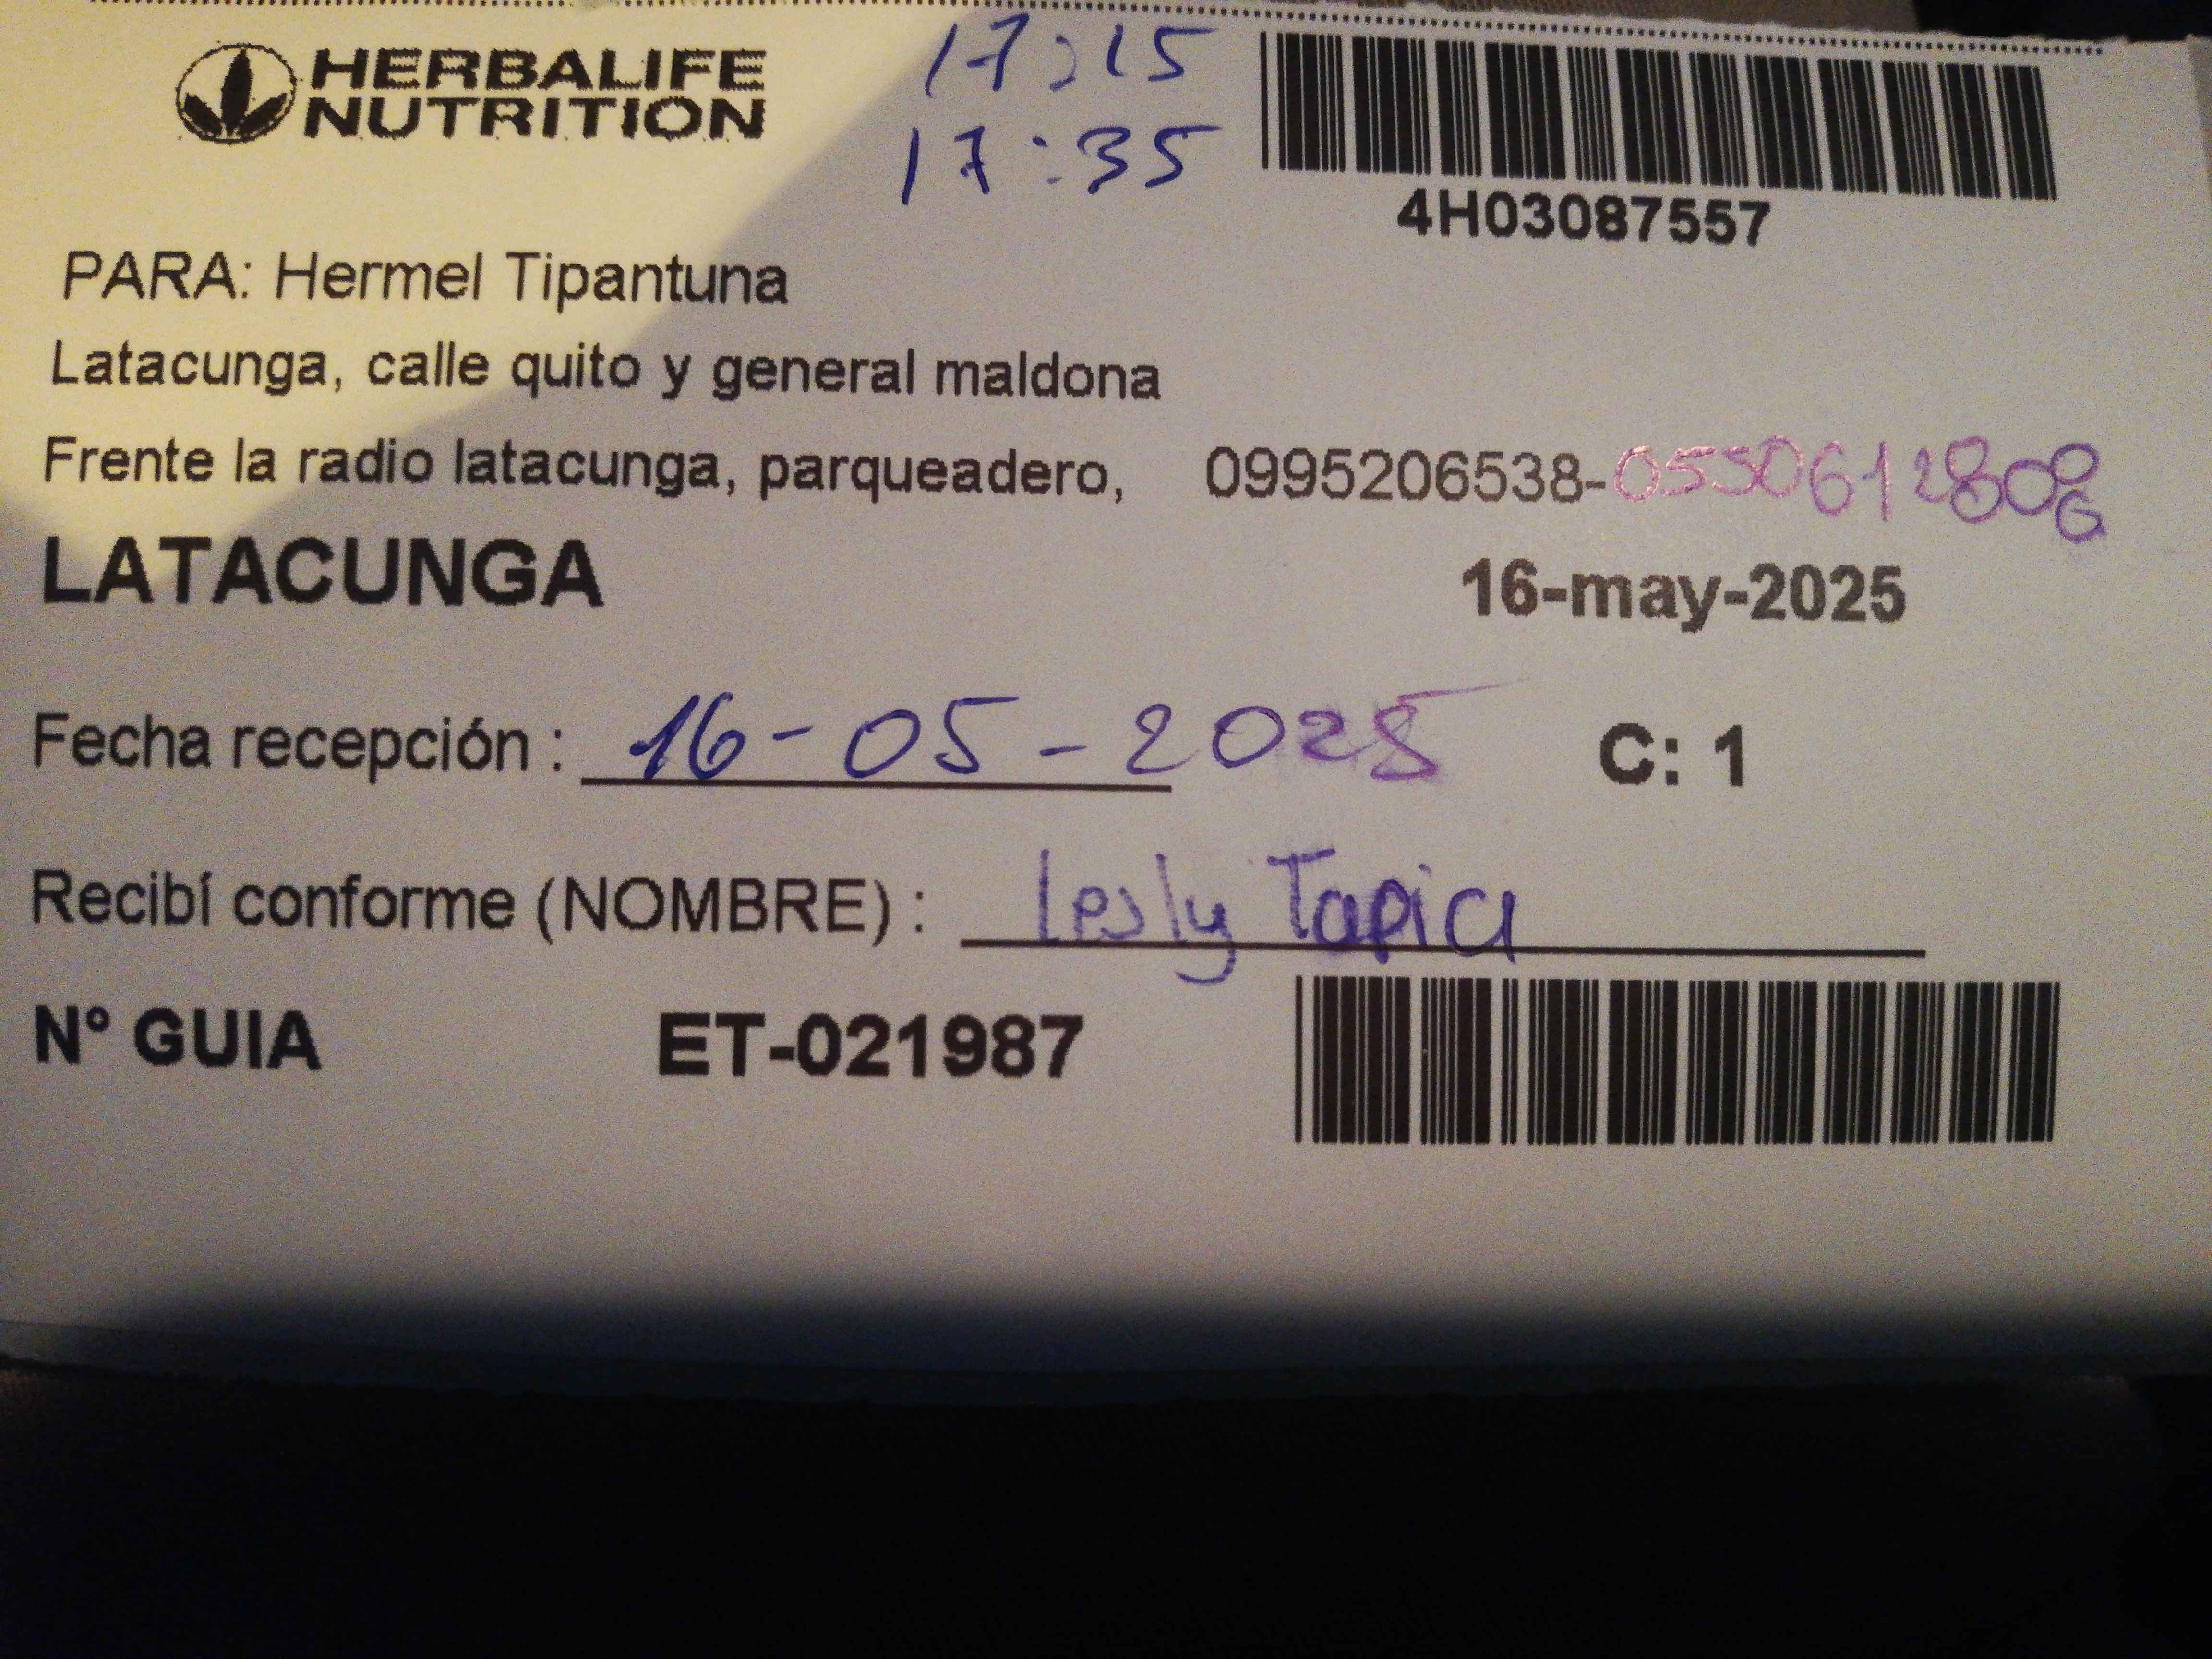 HERBALIFE
NUTRITION
17:15
17:35
4H03087557
PARA: Hermel Tipantuna
Latacunga, calle quito y general maldona
Frente la radio latacunga, parqueadero, 0995206538-
LATACUNGA
16-may-2025
Fecha recepción : 16-05-2025
C: 1
Recibí conforme (NOMBRE) : Lesly Tapia
N° GUIA ET-021987